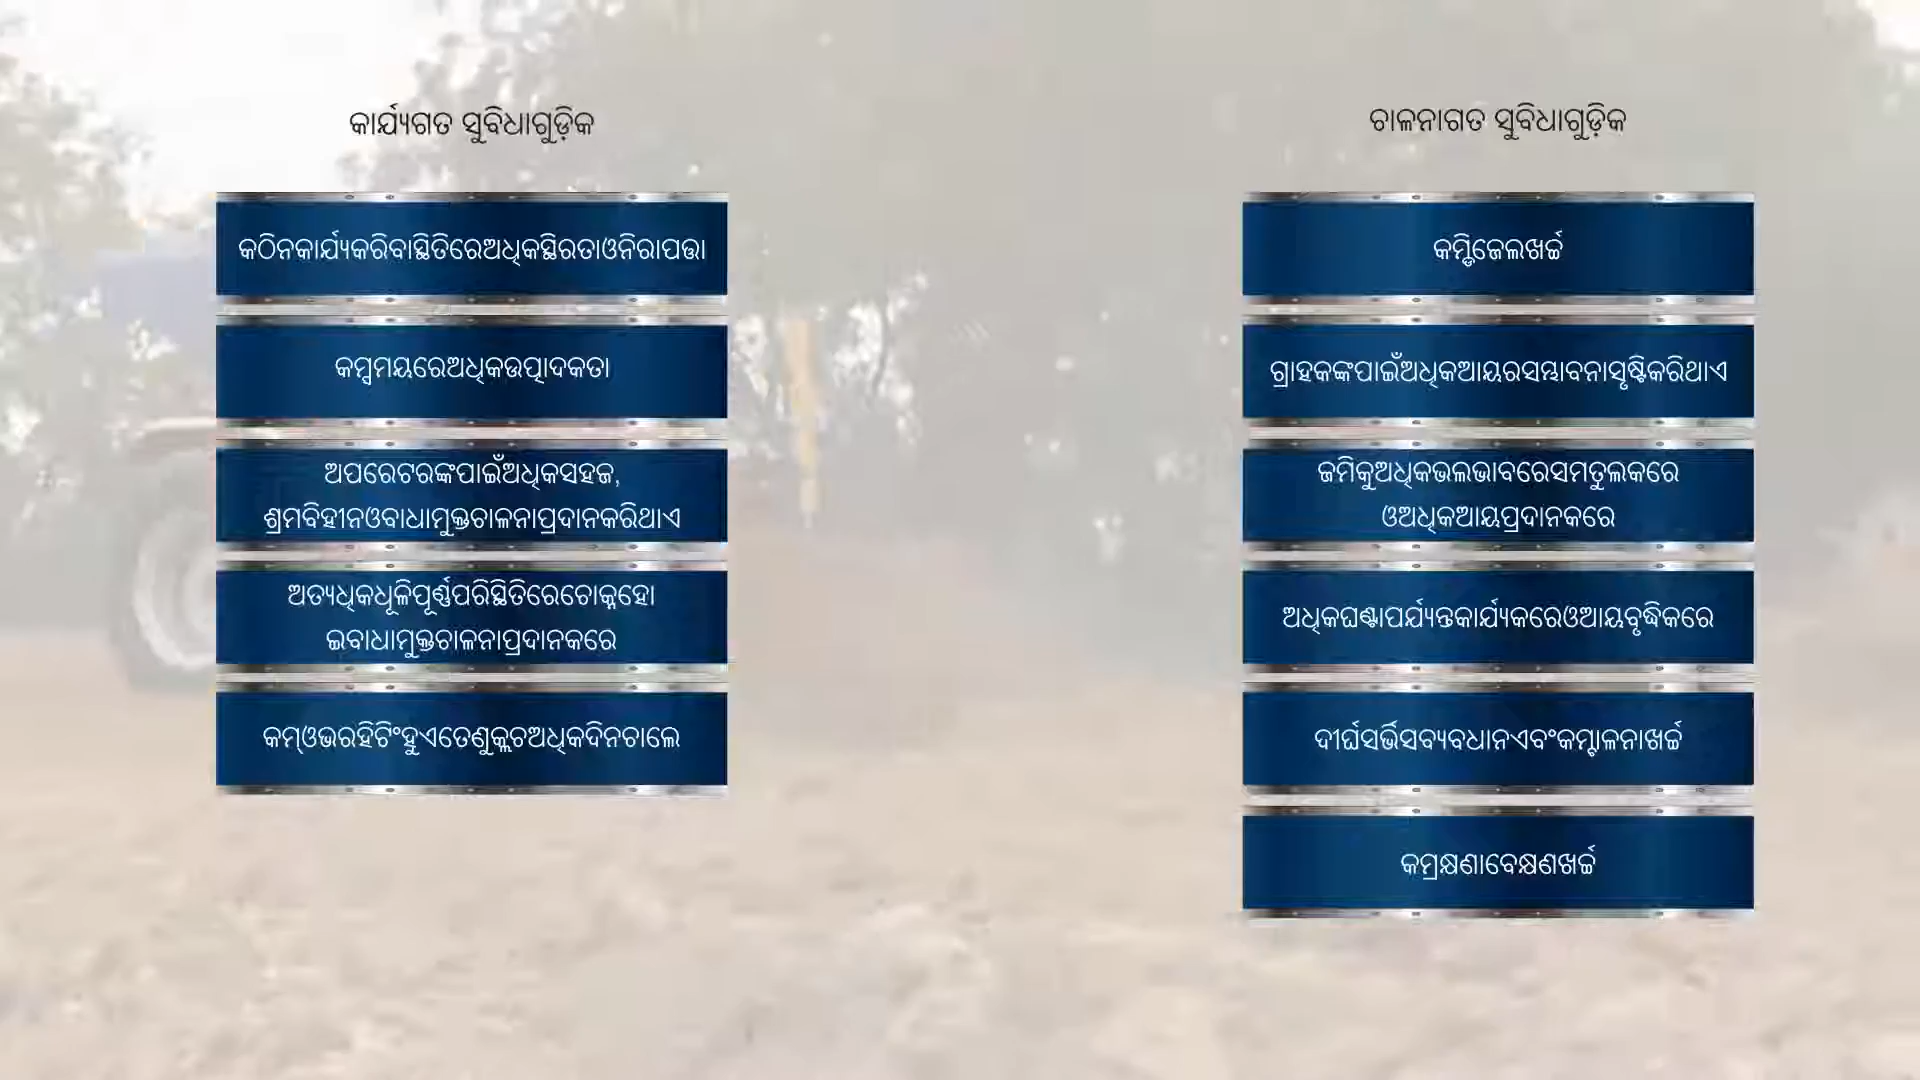 କାର୍ଯ୍ୟଗତ ସୁବିଧାଗୁଡ଼ିକ
କଠିନକାର୍ଯ୍ୟକରିବାସ୍ଥିତିରେଅଧିକସ୍ଥିରତାଓନିରାପତ୍ତା
କମ୍ସମୟରେଅଧିକଉତ୍ପାଦକତା
ଅପରେଟରଙ୍କପାଇଁଅଧିକସହଜ,
ଶ୍ରମବିହୀନଓବାଧାମୁକ୍ତଚାଳନାପ୍ରଦାନକରିଥାଏ
ଅତ୍ୟଧିକଧୂଳିପୂର୍ଣ୍ଣପରିସ୍ଥିତିରେଚୋକ୍ନହୋ
ଇବାଧାମୁକ୍ତଚାଳନାପ୍ରଦାନକରେ
କମ୍ଓଭରହିଟିଂହୁଏତେଣୁକ୍ଲଚଅଧିକଦିନଚାଲେ
ଚାଳନାଗତ ସୁବିଧାଗୁଡ଼ିକ
କମ୍ଡିଜେଲଖର୍ଚ୍ଚ
ଗ୍ରାହକଙ୍କପାଇଁଅଧିକଆୟରସମ୍ଭାବନାସୃଷ୍ଟିକରିଥାଏ
ଜମିକୁଅଧିକଭଲଭାବରେସମତୁଲକରେ
ଓଅଧିକଆୟପ୍ରଦାନକରେ
ଅଧିକଘଣ୍ଟାପର୍ଯ୍ୟନ୍ତକାର୍ଯ୍ୟକରେଓଆୟବୃଦ୍ଧିକରେ
ଦୀର୍ଘସର୍ଭିସବ୍ୟବଧାନଏବଂକମ୍ଚାଳନାଖର୍ଚ୍ଚ
କମ୍ରକ୍ଷଣାବେକ୍ଷଣଖର୍ଚ୍ଚ